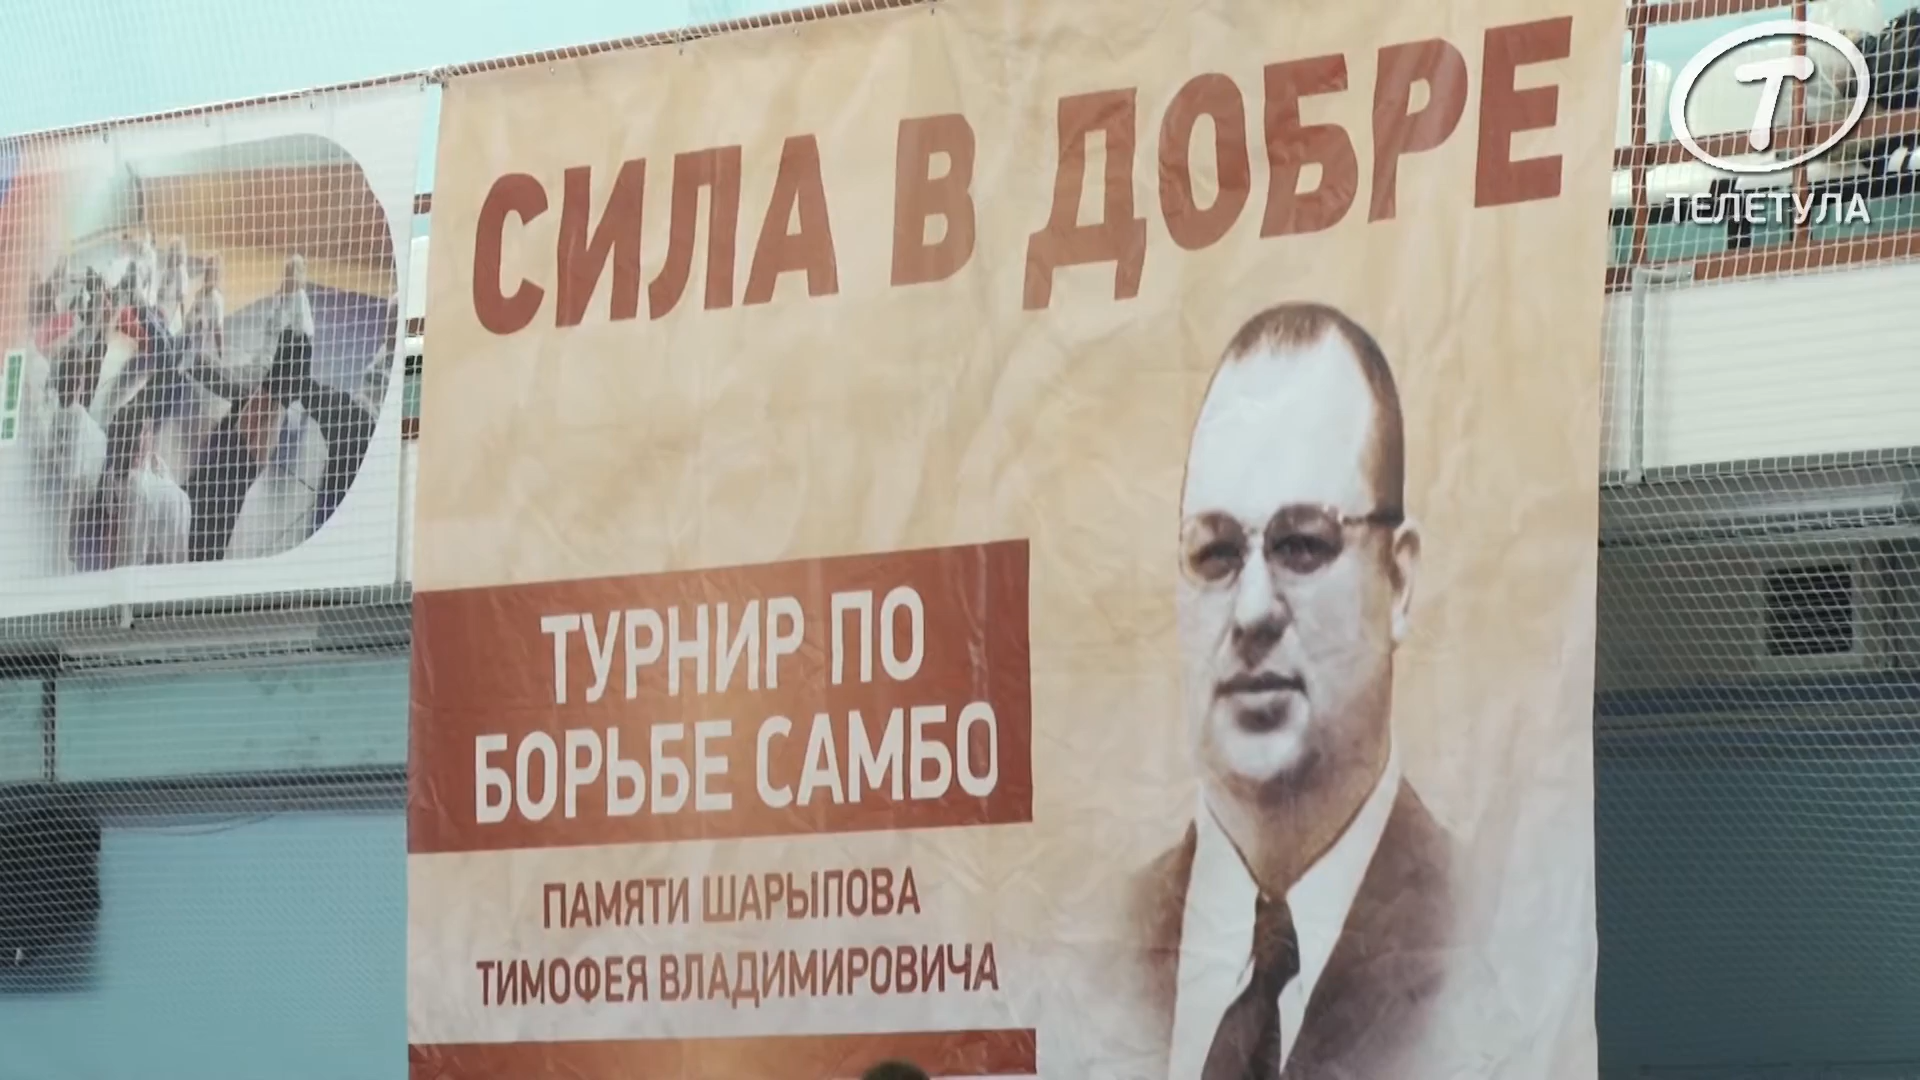 СИЛА В ДОБРЕ
Т
ТЕЛЕТУЛА
ТУРНИР ПО
БОРЬБЕ САМБО
ПАМЯТИ ШАРЫПОВА
ТИМОФЕЯ ВЛАДИМИРОВИЧА